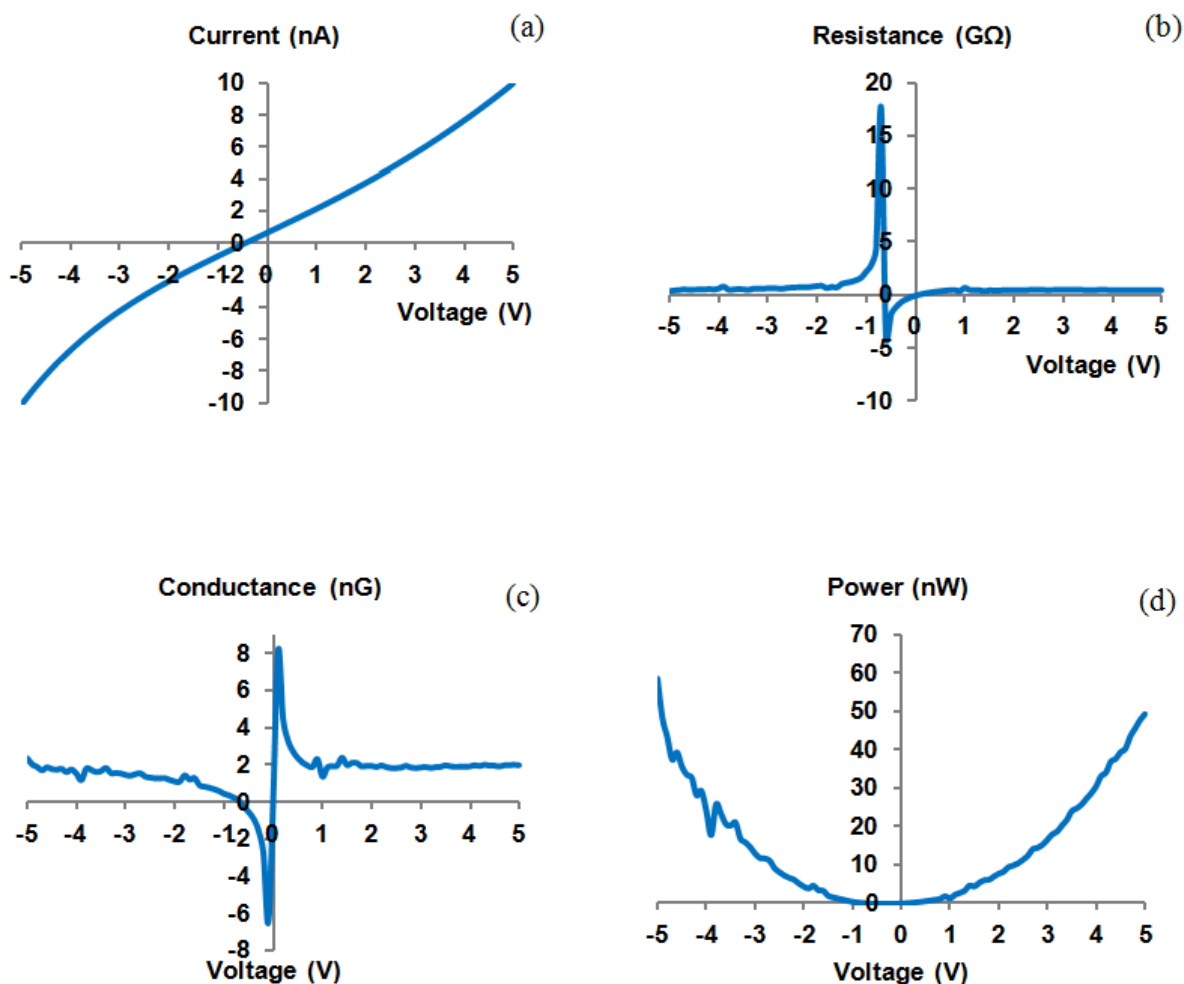 Current (nA)
(a)
10
8
6
4
2
0
-5 -4 -3 -2 -1 0 1 2 3 4 5
-2
-4
-6
-8
-10
Voltage (V)
Resistance (GΩ)
(b)
20
15
10
5
0
-5 -4 -3 -2 -1 0 1 2 3 4 5
-5
-10
Voltage (V)
Conductance (nG)
(c)
8
6
4
2
0
-5 -4 -3 -2 -1 0 1 2 3 4 5
-2
-4
-6
-8
Voltage (V)
Power (nW)
(d)
70
60
50
40
30
20
10
0
-5 -4 -3 -2 -1 0 1 2 3 4 5
Voltage (V)